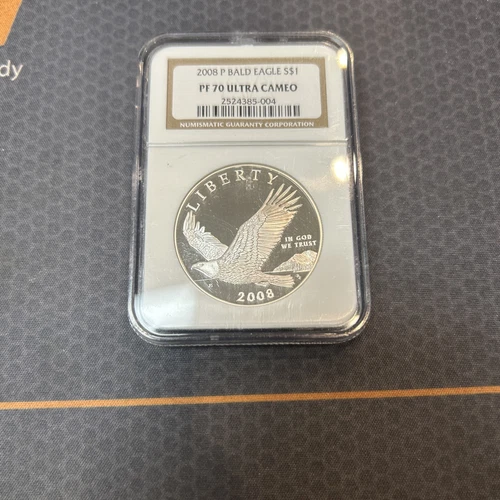 dy
2008 P BALD EAGLE S$1
PF 70 ULTRA CAMEO
2524385-004
NUMISMATIC GUARANTY CORPORATION
LIBERTY
IN GOD
WE TRUST
2008